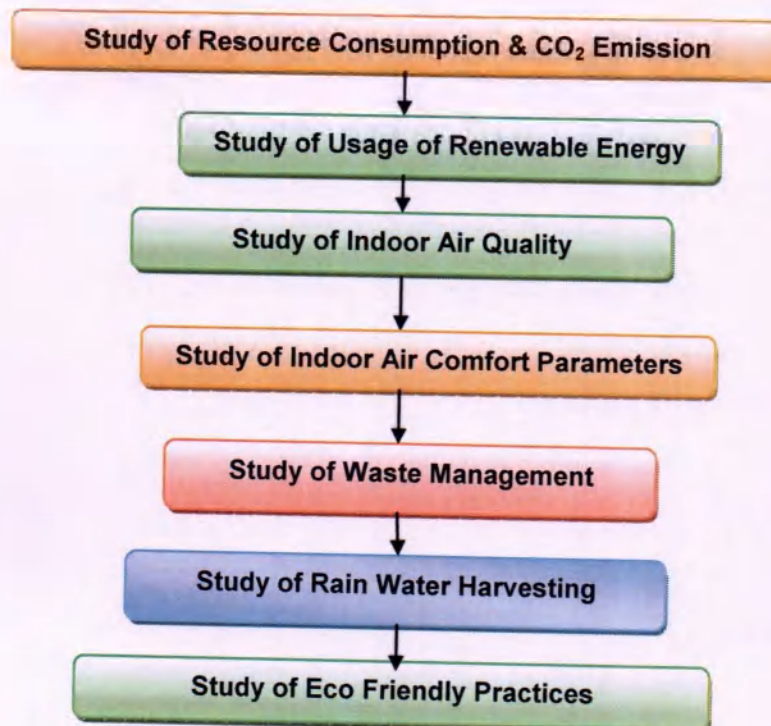 Study of Resource Consumption & CO₂ Emission
Study of Usage of Renewable Energy
Study of Indoor Air Quality
Study of Indoor Air Comfort Parameters
Study of Waste Management
Study of Rain Water Harvesting
Study of Eco Friendly Practices